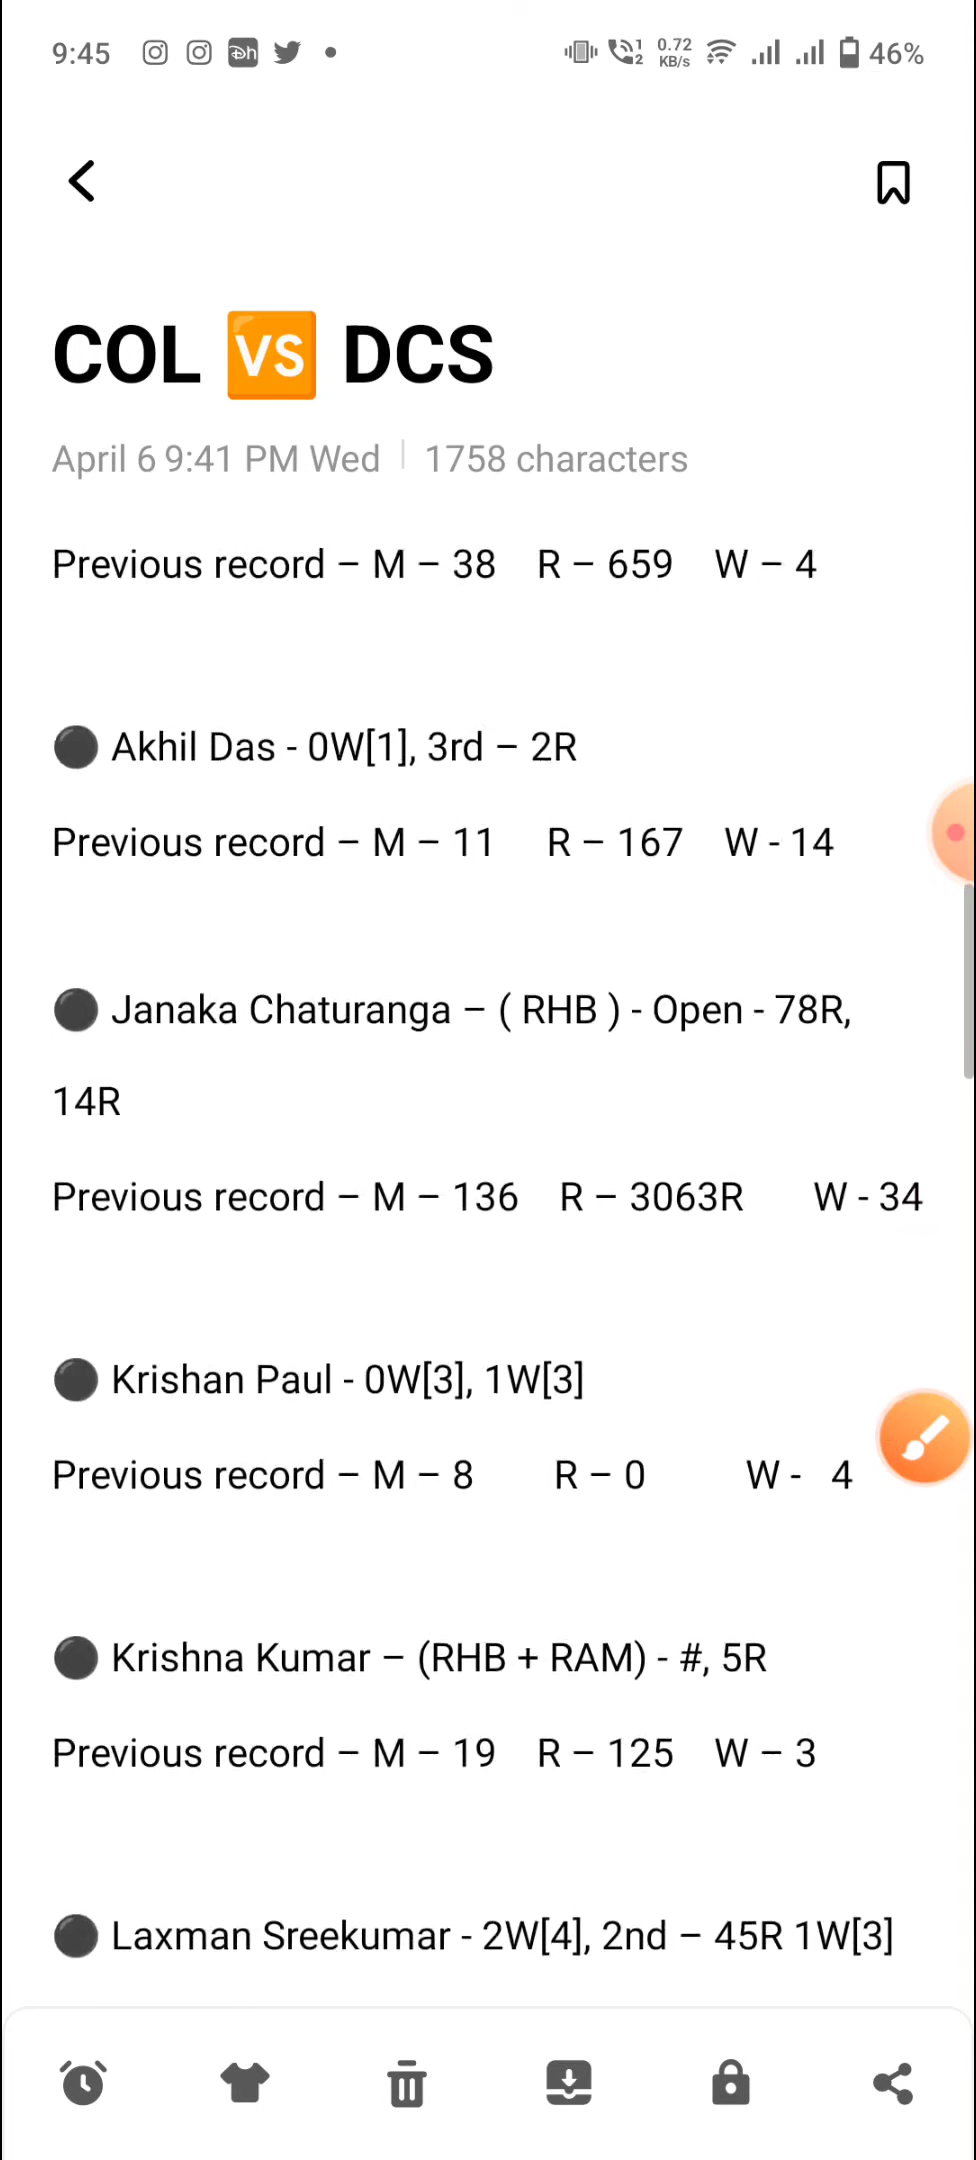 9:45 Dh 1 2 0.72 KB/s 46%
COL VS DCS
April 6 9:41 PM Wed | 1758 characters
Previous record – M – 38 R – 659 W – 4
Akhil Das - 0W[1], 3rd – 2R
Previous record – M – 11 R – 167 W - 14
Janaka Chaturanga – ( RHB ) - Open - 78R,
14R
Previous record – M – 136 R – 3063R W - 34
Krishan Paul - 0W[3], 1W[3]
Previous record – M – 8 R – 0 W - 4
Krishna Kumar – (RHB + RAM) - #, 5R
Previous record – M – 19 R – 125 W – 3
Laxman Sreekumar - 2W[4], 2nd – 45R 1W[3]